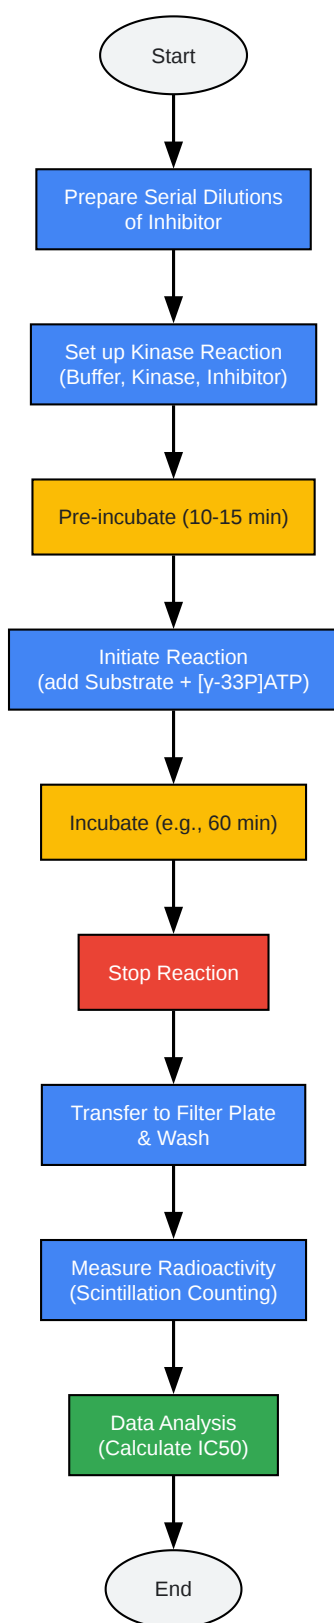 Start
Prepare Serial Dilutions
of Inhibitor
Set up Kinase Reaction
(Buffer, Kinase, Inhibitor)
Pre-incubate (10-15 min)
Initiate Reaction
(add Substrate + [γ-33P]ATP)
Incubate (e.g., 60 min)
Stop Reaction
Transfer to Filter Plate
& Wash
Measure Radioactivity
(Scintillation Counting)
Data Analysis
(Calculate IC50)
End